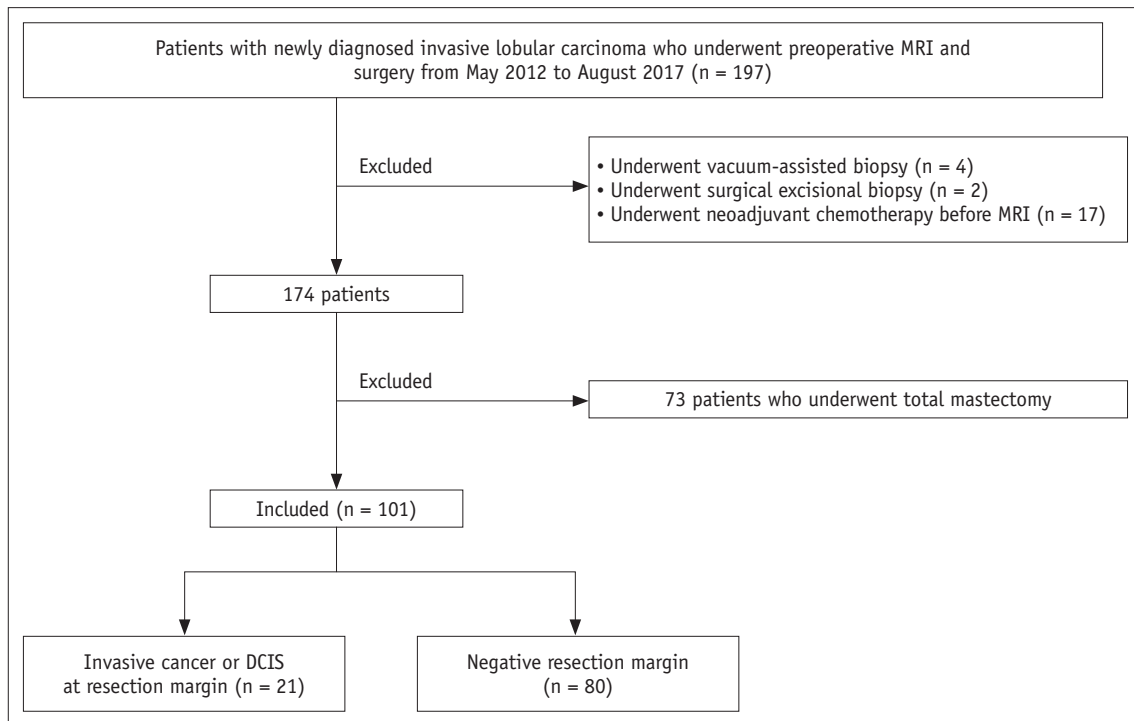 Patients with newly diagnosed invasive lobular carcinoma who underwent preoperative MRI and
surgery from May 2012 to August 2017 (n = 197)
Excluded
• Underwent vacuum-assisted biopsy (n = 4)
• Underwent surgical excisional biopsy (n = 2)
• Underwent neoadjuvant chemotherapy before MRI (n = 17)
174 patients
Excluded
73 patients who underwent total mastectomy
Included (n = 101)
Invasive cancer or DCIS
at resection margin (n = 21)
Negative resection margin
(n = 80)